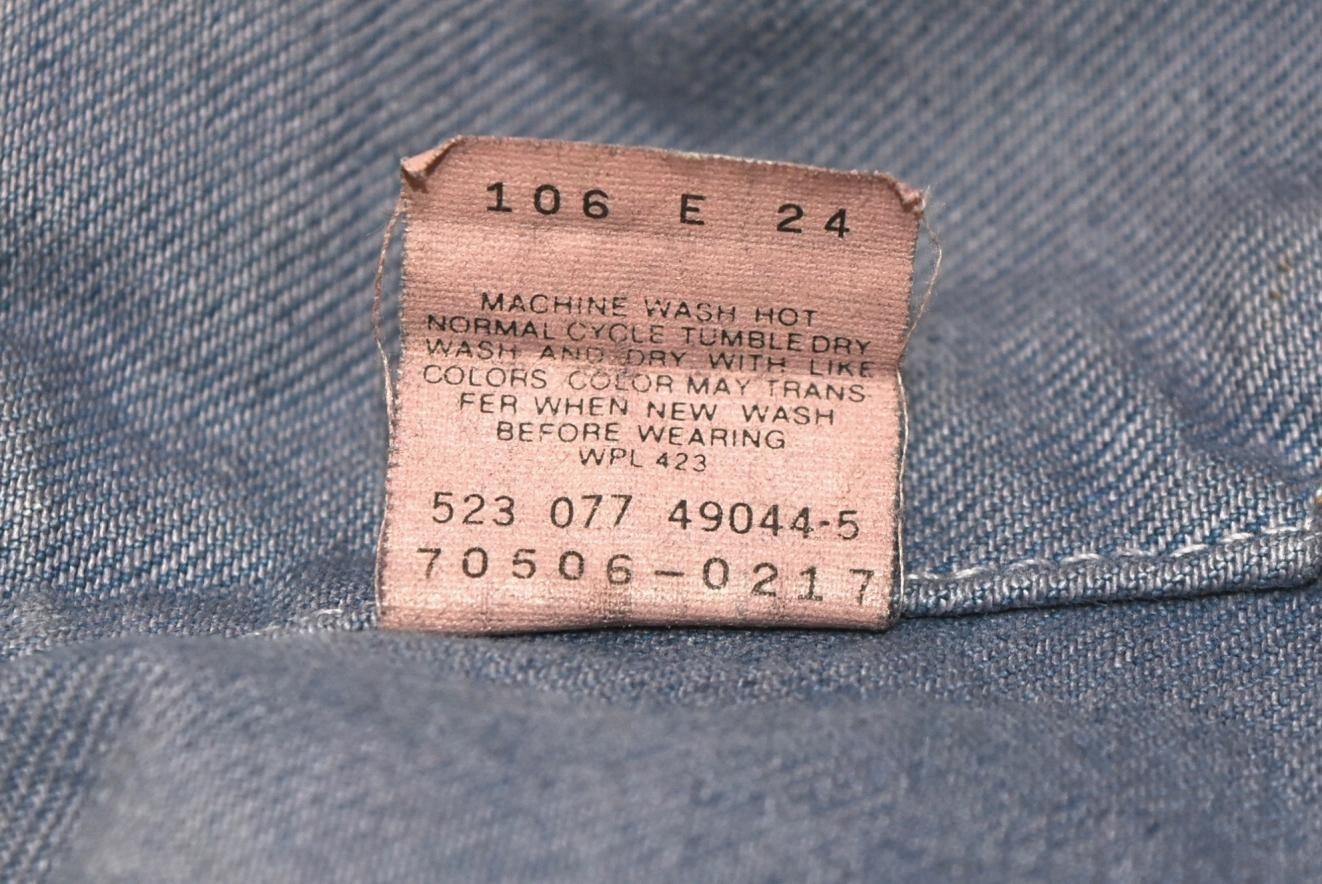 106 E 24
MACHINE WASH HOT
NORMAL CYCLE TUMBLE DRY
WASH AND DRY WITH LIKE
COLORS COLOR MAY TRANS-
FER WHEN NEW WASH
BEFORE WEARING
WPL 423
523 077 49044-5
70506-0217